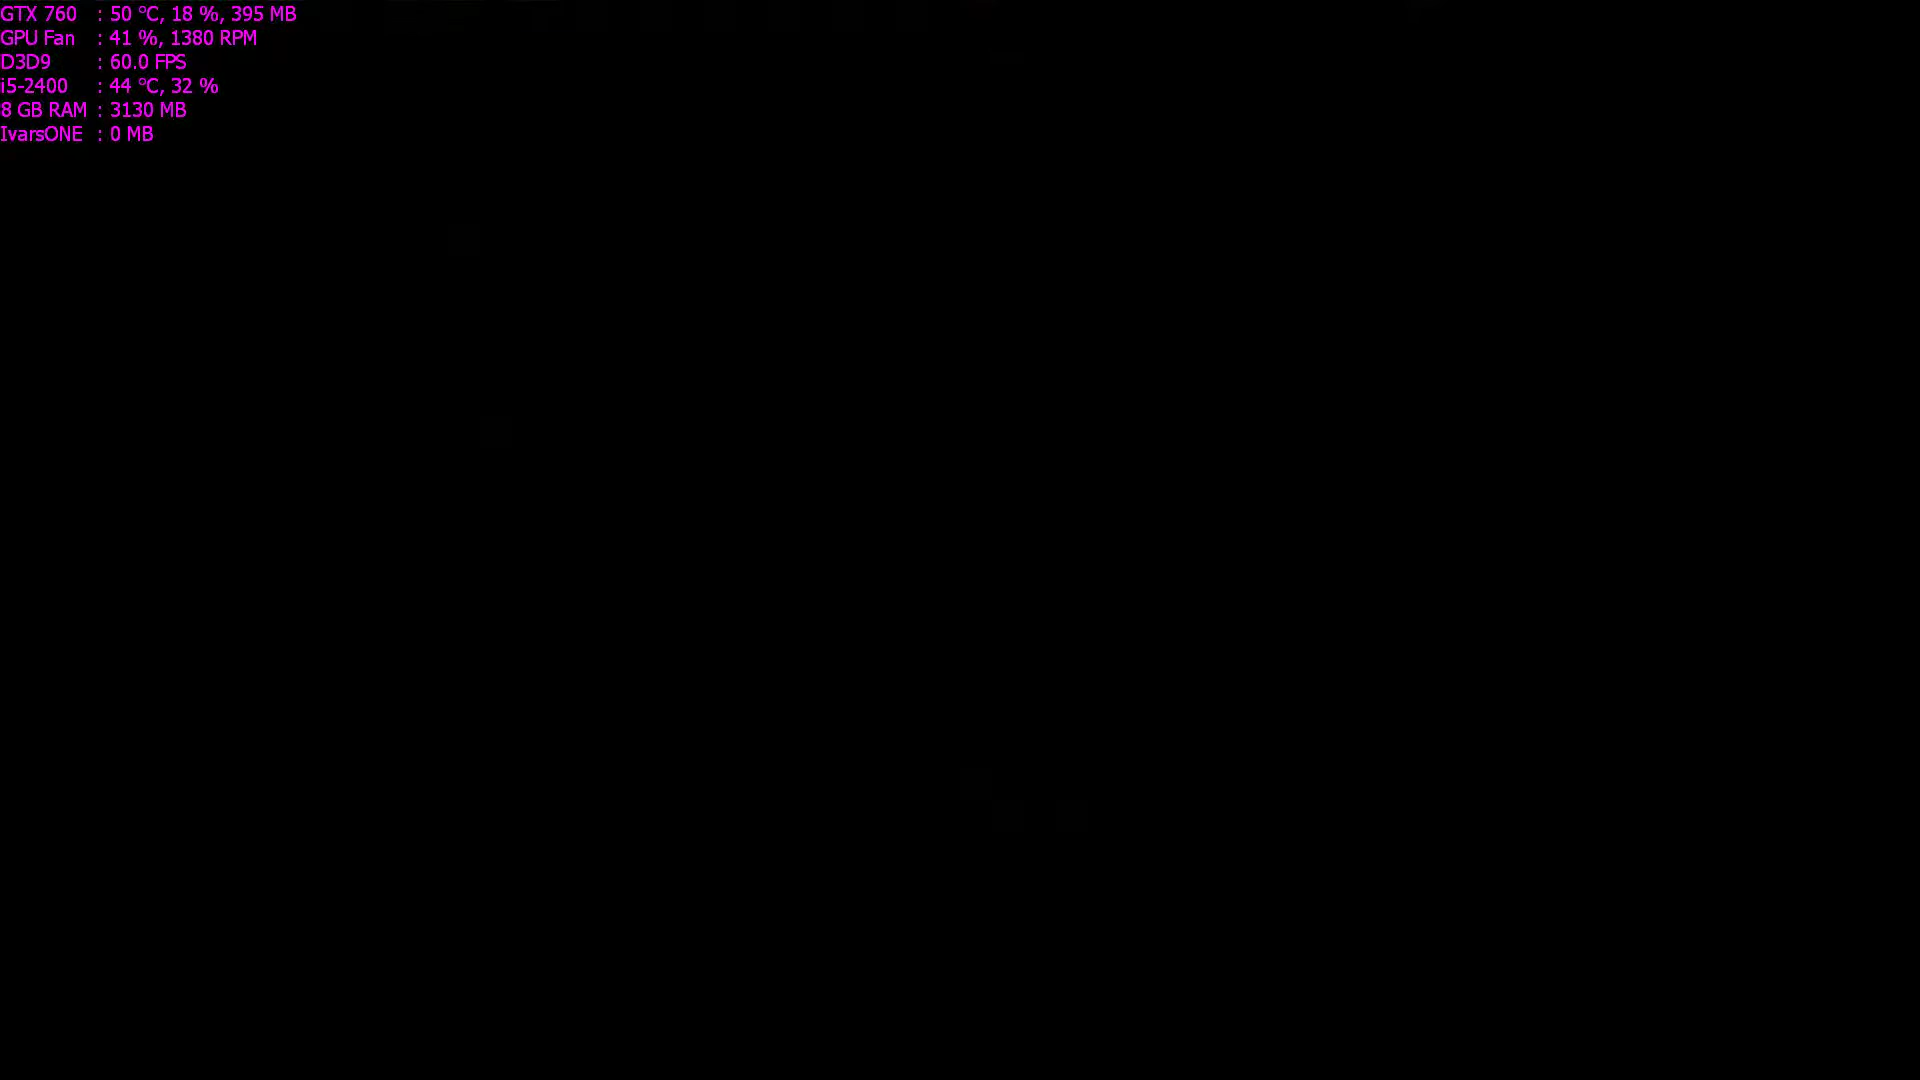 GTX 760 : 50 °C, 18 %, 395 MB
GPU Fan : 41 %, 1380 RPM
D3D9 : 60.0 FPS
i5-2400 : 44 °C, 32 %
8 GB RAM : 3130 MB
IvarsONE : 0 MB